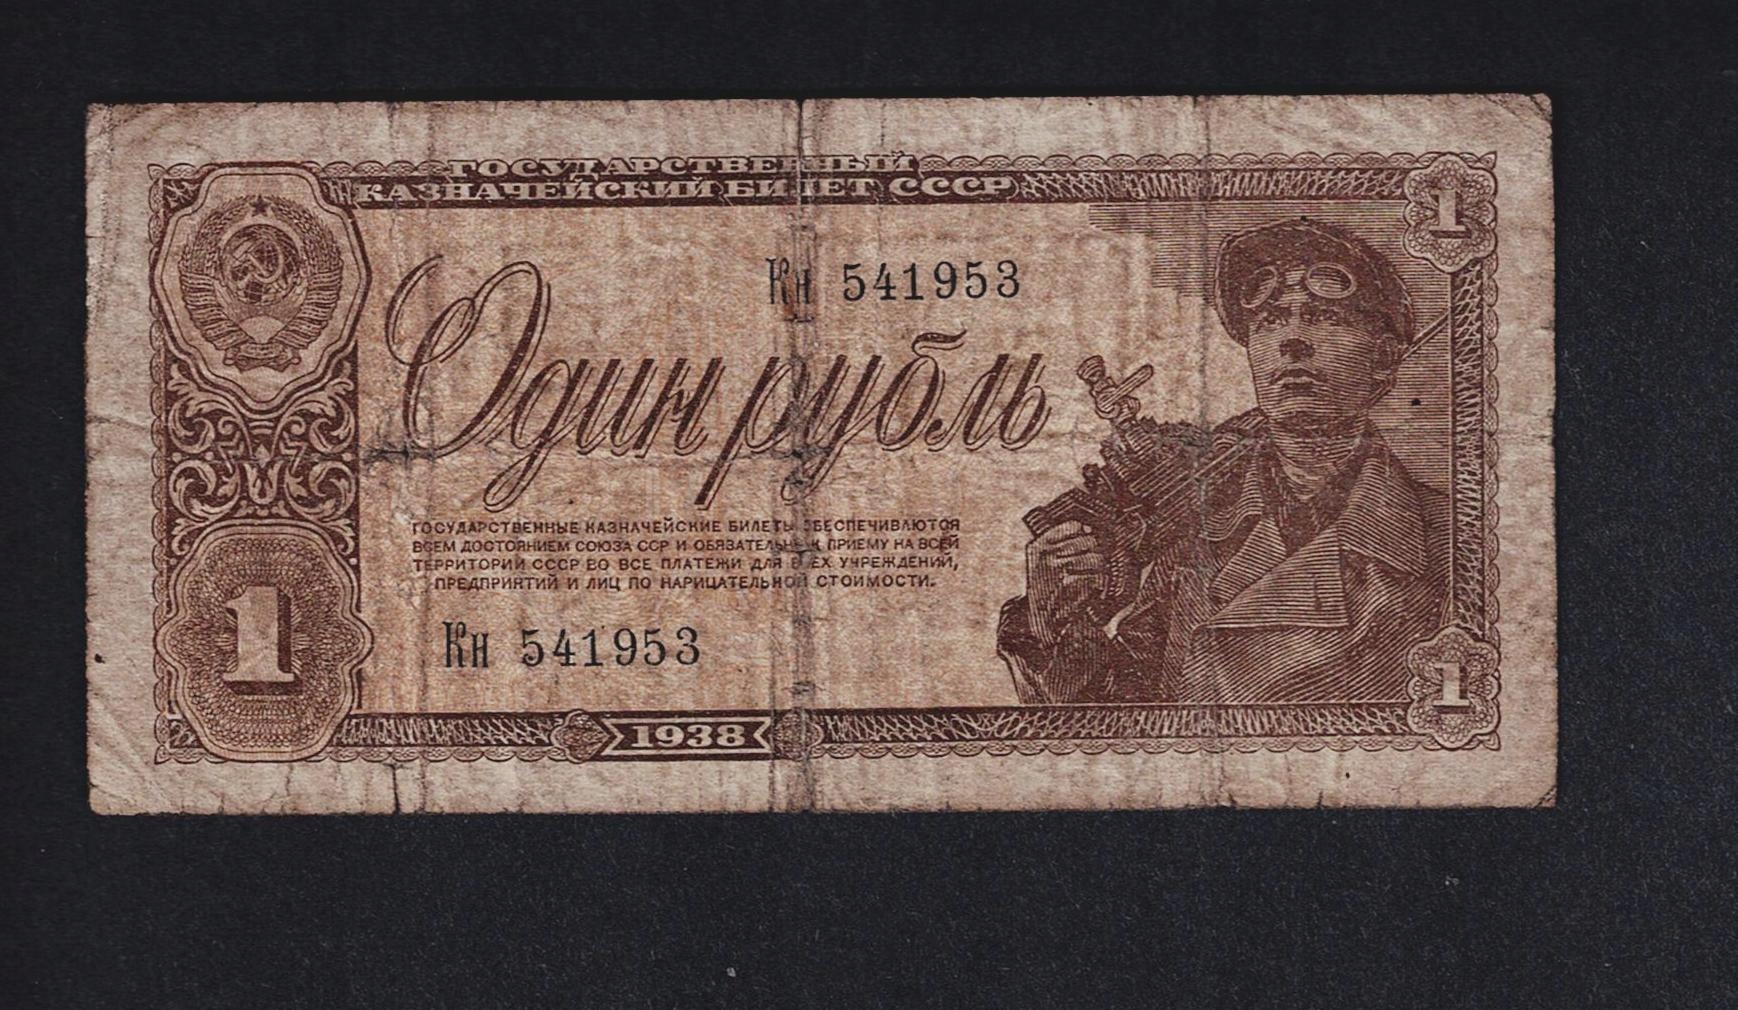 ГОСУДАРСТВЕННЫЙ
КАЗНАЧЕЙСКИЙ БИЛЕТ СССР
1
Кн 541953
Один рубль
ГОСУДАРСТВЕННЫЕ КАЗНАЧЕЙСКИЕ БИЛЕТЫ ОБЕСПЕЧИВАЮТСЯ
ВСЕМ ДОСТОЯНИЕМ СОЮЗА ССР И ОБЯЗАТЕЛЬНЫ К ПРИЕМУ НА ВСЕЙ
ТЕРРИТОРИИ СССР ВО ВСЕ ПЛАТЕЖИ ДЛЯ ВСЕХ УЧРЕЖДЕНИЙ,
ПРЕДПРИЯТИЙ И ЛИЦ ПО НАРИЦАТЕЛЬНОЙ СТОИМОСТИ.
1
Кн 541953
1
1938